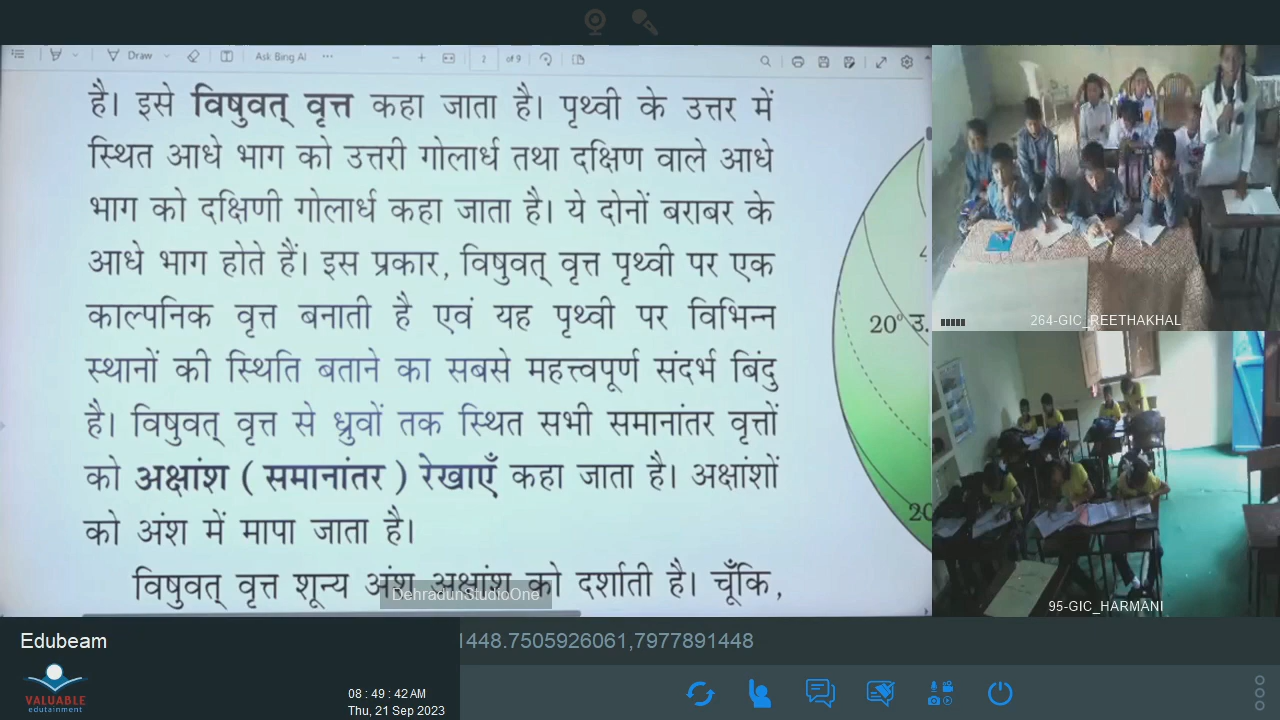 Draw
Ask Bing AI
2
of 9
है। इसे विषुवत् वृत्त कहा जाता है। पृथ्वी के उत्तर में
स्थित आधे भाग को उत्तरी गोलार्ध तथा दक्षिण वाले आधे
भाग को दक्षिणी गोलार्ध कहा जाता है। ये दोनों बराबर के
आधे भाग होते हैं। इस प्रकार, विषुवत् वृत्त पृथ्वी पर एक
काल्पनिक वृत्त बनाती है एवं यह पृथ्वी पर विभिन्न
स्थानों की स्थिति बताने का सबसे महत्त्वपूर्ण संदर्भ बिंदु
है। विषुवत् वृत्त से ध्रुवों तक स्थित सभी समानांतर वृत्तों
को अक्षांश ( समानांतर ) रेखाएँ कहा जाता है। अक्षांशों
को अंश में मापा जाता है।
विषुवत् वृत्त शून्य अंश अक्षांश को दर्शाती है। चूँकि,
20° उ.
20
DehradunStudioOne
264-GIC_REETHAKHAL
95-GIC_HARMANI
Edubeam
1448.7505926061,7977891448
VALUABLE
edutainment
08 : 49 : 42 AM
Thu, 21 Sep 2023